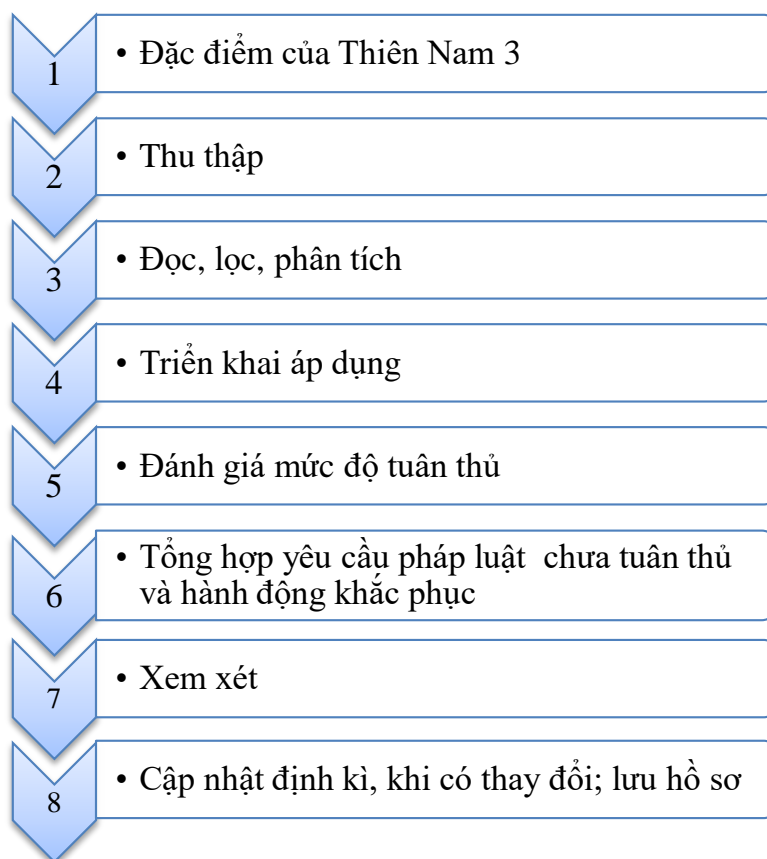 1
• Đặc điểm của Thiên Nam 3
2
• Thu thập
3
• Đọc, lọc, phân tích
4
• Triển khai áp dụng
5
• Đánh giá mức độ tuân thủ
6
• Tổng hợp yêu cầu pháp luật chưa tuân thủ
và hành động khắc phục
7
• Xem xét
8
• Cập nhật định kì, khi có thay đổi; lưu hồ sơ